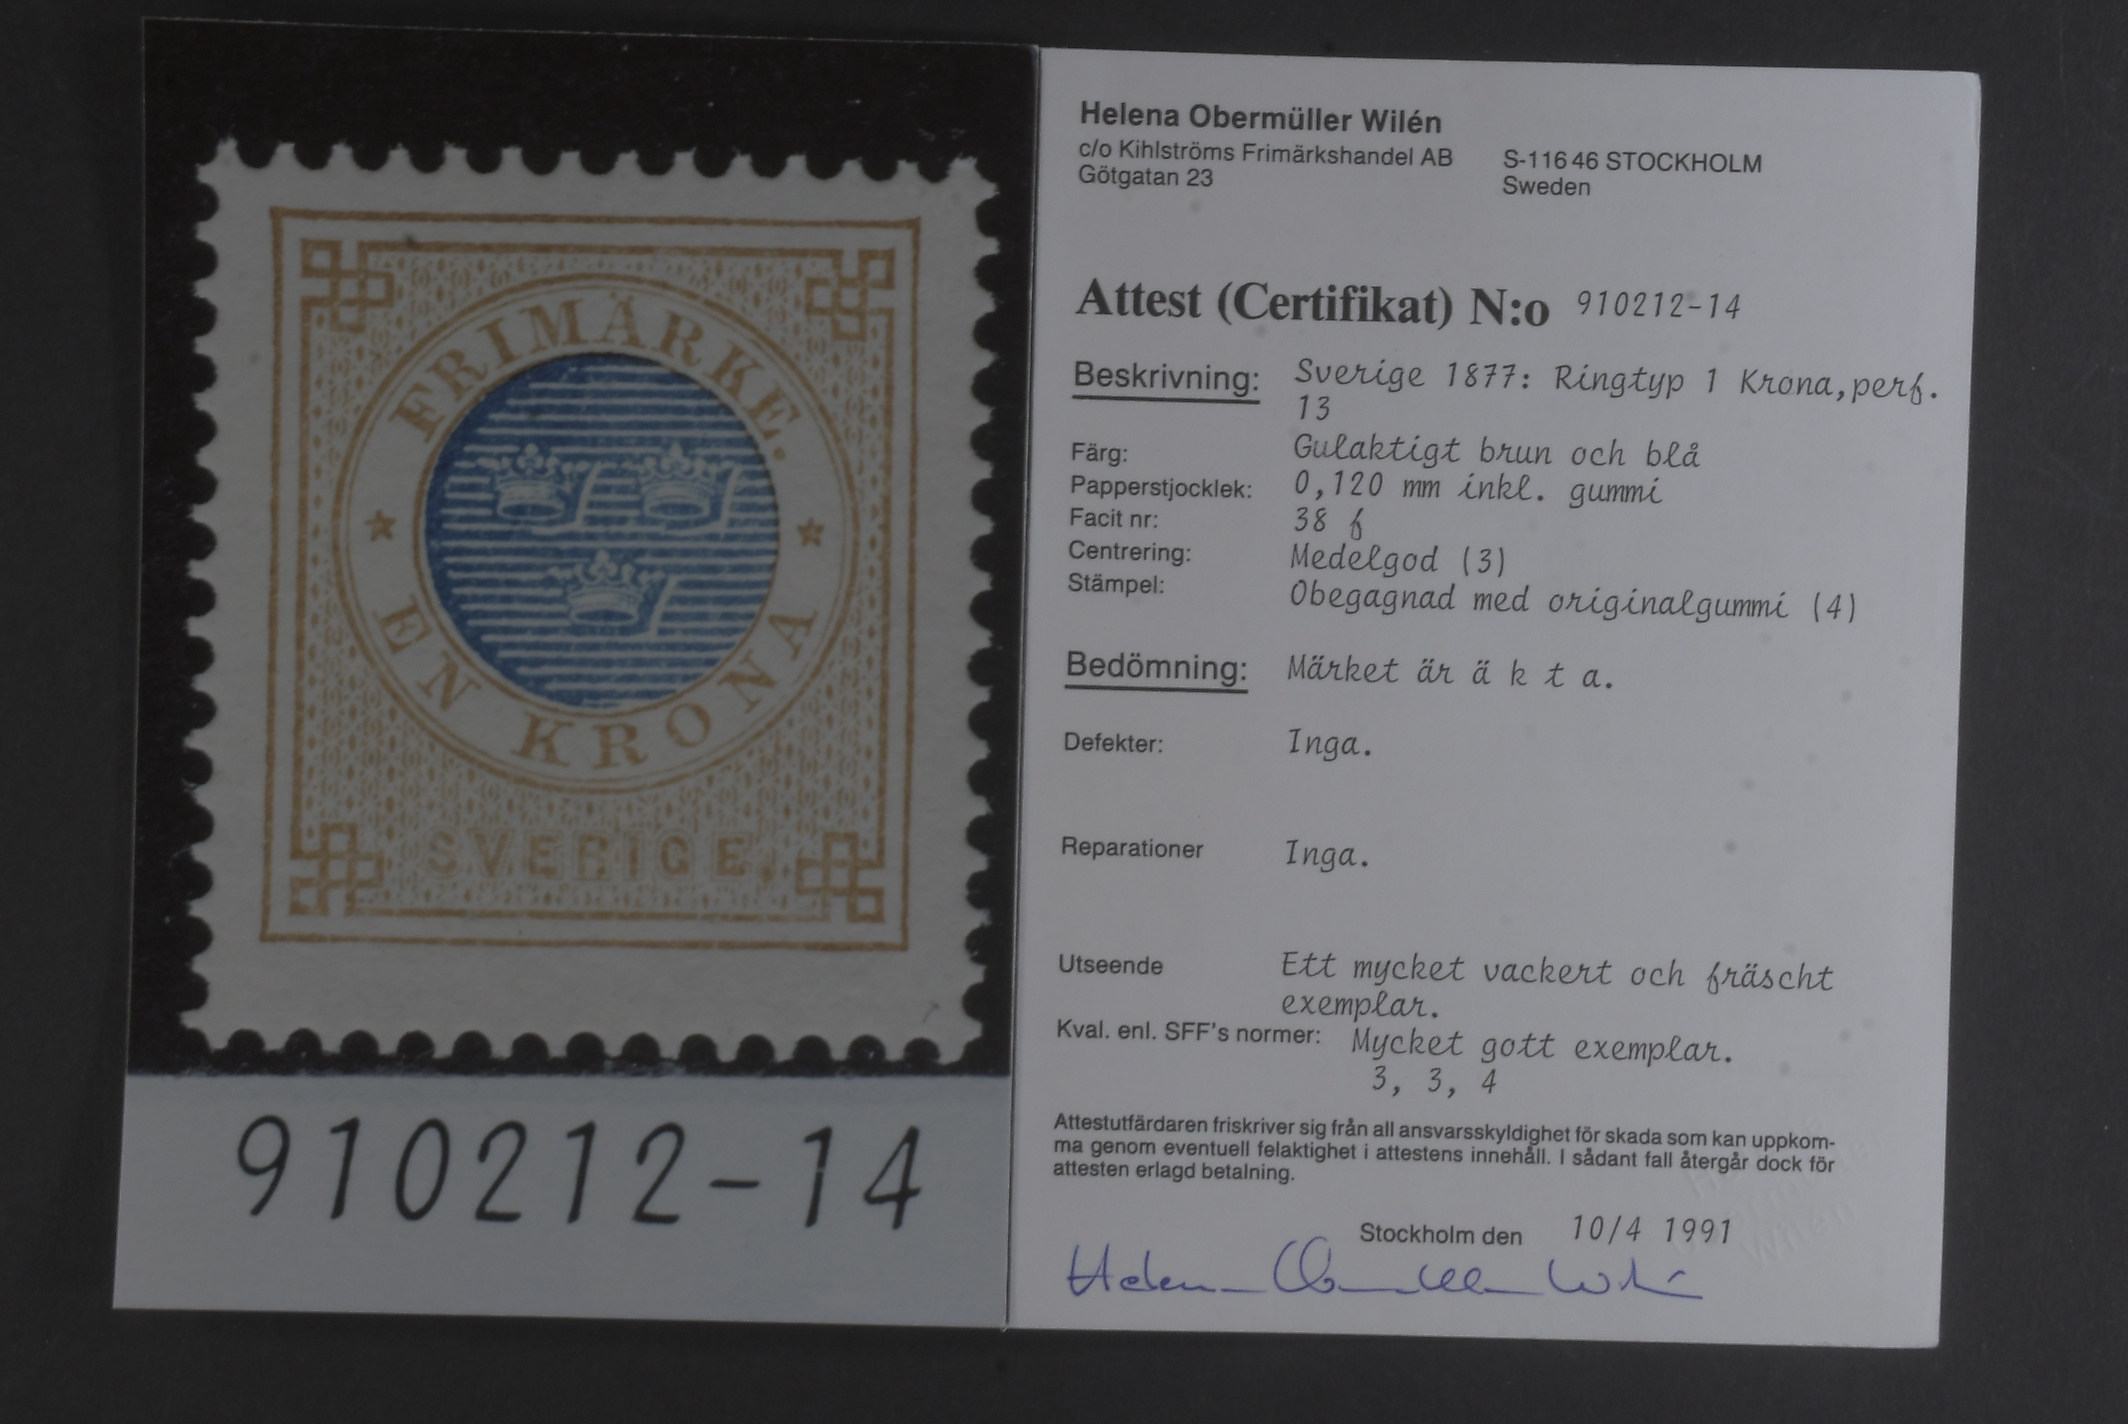 FRIMÄRKE.
EN KRONA
SVERIGE.
910212-14
Helena Obermüller Wilén
c/o Kihlströms Frimärkshandel AB S-116 46 STOCKHOLM
Götgatan 23 Sweden
Attest (Certifikat) N:o 910212-14
Beskrivning: Sverige 1877: Ringtyp 1 Krona, perf.
13
Färg: Gulaktigt brun och blå
Papperstjocklek: 0,120 mm inkl. gummi
Facit nr: 38 f
Centrering: Medelgod (3)
Stämpel: Obegagnad med originalgummi (4)
Bedömning: Märket är ä k t a.
Defekter: Inga.
Reparationer Inga.
Utseende Ett mycket vackert och fräscht
exemplar.
Kval. enl. SFF's normer: Mycket gott exemplar.
3, 3, 4
Attestutfärdaren friskriver sig från all ansvarsskyldighet för skada som kan uppkom-
ma genom eventuell felaktighet i attestens innehåll. I sådant fall återgår dock för
attesten erlagd betalning.
Stockholm den 10/4 1991
Helena Obermüller Wilén